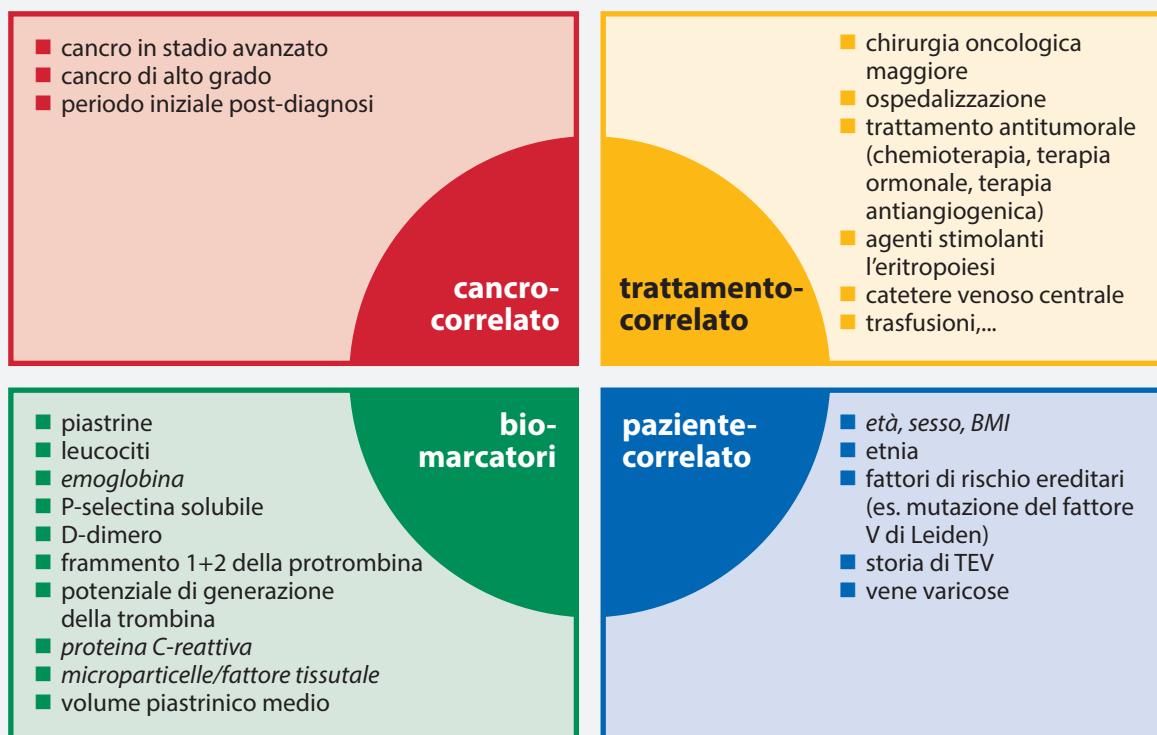 cancro in stadio avanzato
cancro di alto grado
periodo iniziale post-diagnosi
cancro-
correlato
chirurgia oncologica
maggiore
ospedalizzazione
trattamento antitumorale
(chemioterapia, terapia
ormonale, terapia
antiangiogenica)
agenti stimolanti
l'eritropoiesi
catetere venoso centrale
trasfusioni,...
trattamento-
correlato
piastrine
leucociti
emoglobina
P-selectina solubile
D-dimero
frammento 1+2 della protrombina
potenziale di generazione
della trombina
proteina C-reattiva
microparticelle/fattore tissutale
volume piastrinico medio
bio-
marcatori
paziente-
correlato
età, sesso, BMI
etnia
fattori di rischio ereditari
(es. mutazione del fattore
V di Leiden)
storia di TEV
vene varicose